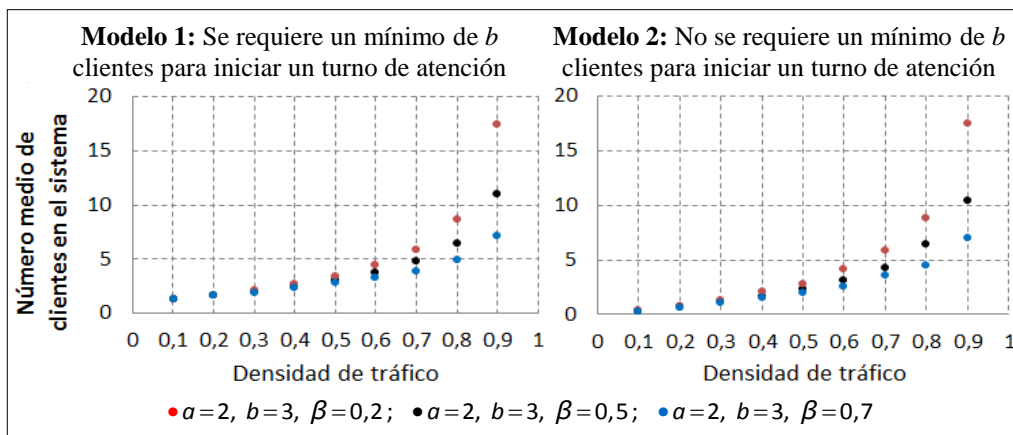 Modelo 1: Se requiere un mínimo de b
clientes para iniciar un turno de atención
Modelo 2: No se requiere un mínimo de b
clientes para iniciar un turno de atención
Número medio de
clientes en el sistema
20
15
10
5
0
0 0,1 0,2 0,3 0,4 0,5 0,6 0,7 0,8 0,9 1
Densidad de tráfico
20
15
10
5
0
0 0,1 0,2 0,3 0,4 0,5 0,6 0,7 0,8 0,9 1
Densidad de tráfico
a=2, b=3, β=0,2; a=2, b=3, β=0,5; a=2, b=3, β=0,7